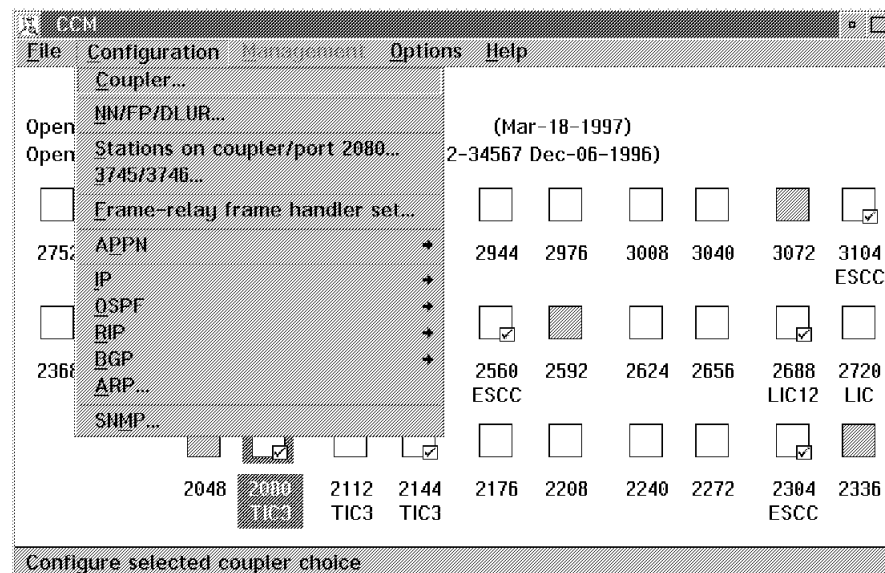 CCM
File Configuration Management Options Help
Coupler...
NN/FP/DLUR...
Open (Mar-18-1997)
Stations on coupler/port 2080...
Open 2-34567 Dec-06-1996)
3745/3746...
Frame-relay frame handler set...
APPN
2752 2944 2976 3008 3040 3072 3104
ESCC
IP
OSPF
RIP
BGP
2368 2560 2592 2624 2656 2688 2720
ARP...
ESCC LIC12 LIC
SNMP...
2048 2080 2112 2144 2176 2208 2240 2272 2304 2336
TIC3 TIC3 TIC3 ESCC
Configure selected coupler choice